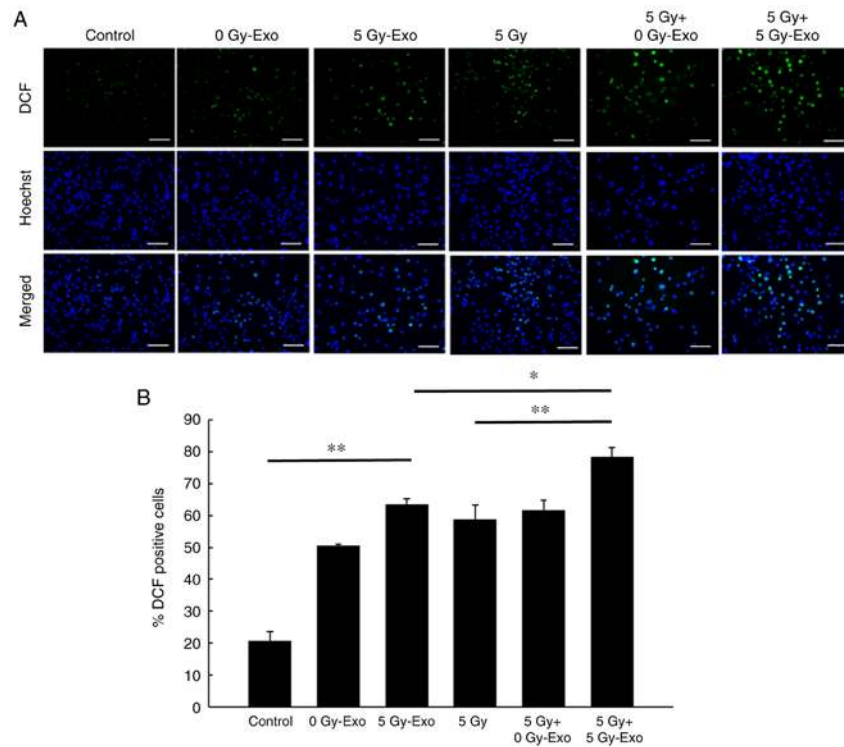 A
Control 0 Gy-Exo 5 Gy-Exo 5 Gy 5 Gy+ 5 Gy+
0 Gy-Exo 5 Gy-Exo
DCF
Hoechst
Merged
B
*
**
**
% DCF positive cells
90
80
70
60
50
40
30
20
10
0
Control 0 Gy-Exo 5 Gy-Exo 5 Gy 5 Gy+ 5 Gy+
0 Gy-Exo 5 Gy-Exo